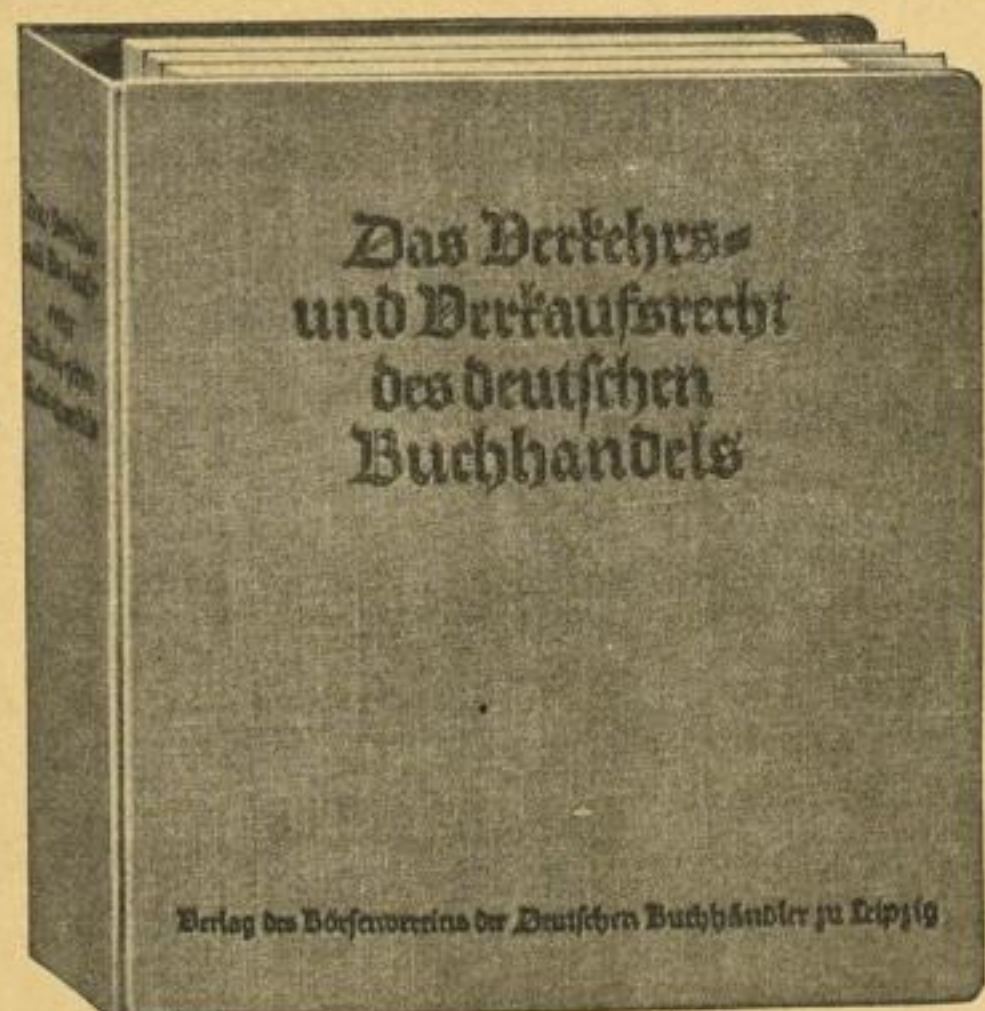 Das Verkehrs-
und Verkaufsrecht
des deutschen
Buchhandels
Verlag des Börsenvereins der Deutschen Buchhändler zu Leipzig